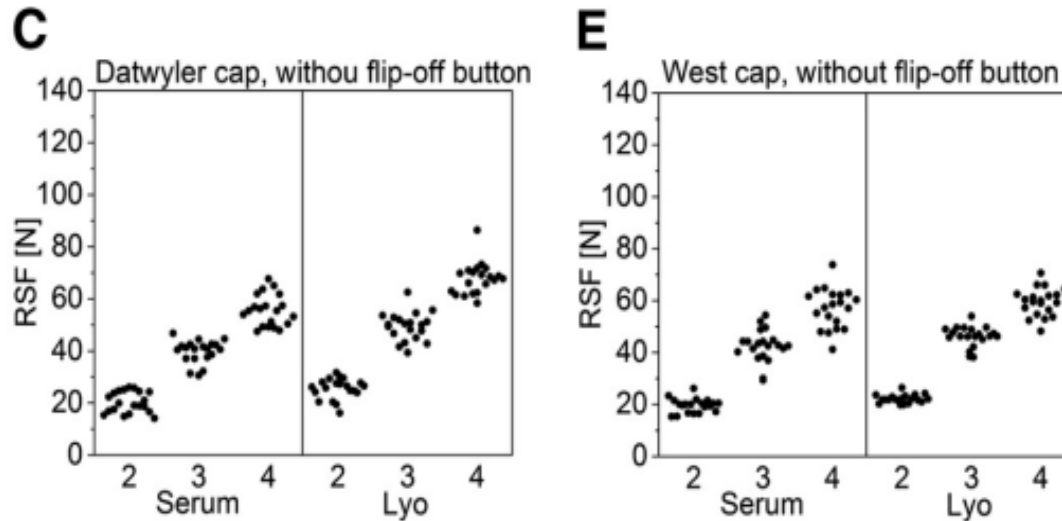 C
Datwyler cap, withou flip-off button
140
120
100
80
60
40
20
0
RSF [N]
2 3 4 2 3 4
Serum Lyo
E
West cap, without flip-off button
140
120
100
80
60
40
20
0
RSF [N]
2 3 4 2 3 4
Serum Lyo